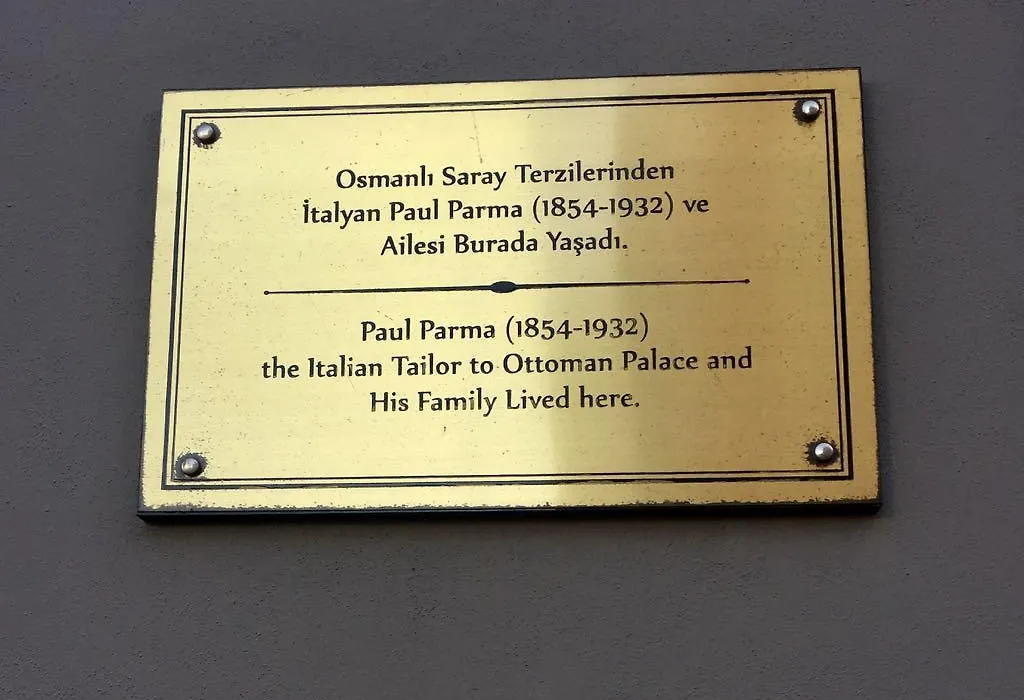 Osmanlı Saray Terzilerinden
İtalyan Paul Parma (1854-1932) ve
Ailesi Burada Yaşadı.
Paul Parma (1854-1932)
the Italian Tailor to Ottoman Palace and
His Family Lived here.